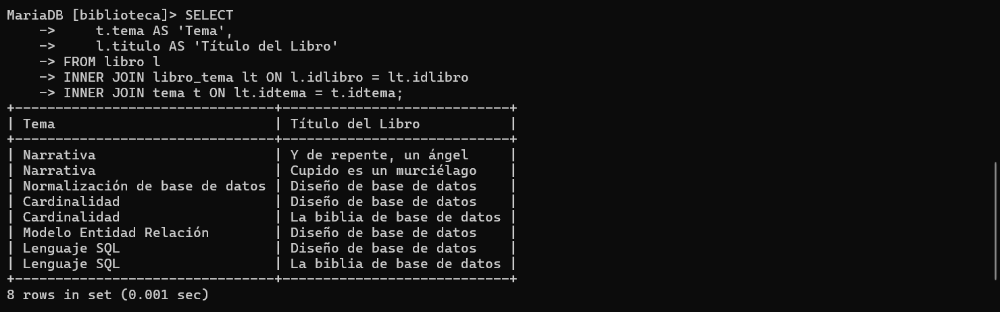 MariaDB [biblioteca]> SELECT
    ->     t.tema AS 'Tema',
    ->     l.titulo AS 'Título del Libro'
    -> FROM libro l
    -> INNER JOIN libro_tema lt ON l.idlibro = lt.idlibro
    -> INNER JOIN tema t ON lt.idtema = t.idtema;
+--------------------------------+----------------------------+
| Tema                           | Título del Libro           |
+--------------------------------+----------------------------+
| Narrativa                      | Y de repente, un ángel     |
| Narrativa                      | Cupido es un murciélago    |
| Normalización de base de datos | Diseño de base de datos    |
| Cardinalidad                   | Diseño de base de datos    |
| Cardinalidad                   | La biblia de base de datos |
| Modelo Entidad Relación        | Diseño de base de datos    |
| Lenguaje SQL                   | Diseño de base de datos    |
| Lenguaje SQL                   | La biblia de base de datos |
+--------------------------------+----------------------------+
8 rows in set (0.001 sec)